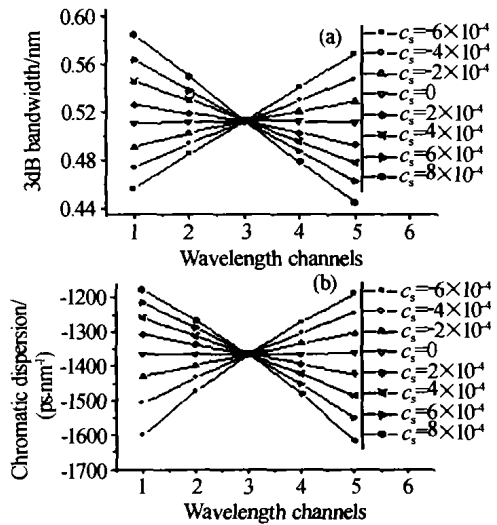 (a)
0.60
0.56
0.52
0.48
0.44
3dB bandwidth/nm
1 2 3 4 5 6
Wavelength channels
c_s=-6×10^-4
c_s=-4×10^-4
c_s=-2×10^-4
c_s=0
c_s=2×10^-4
c_s=4×10^-4
c_s=6×10^-4
c_s=8×10^-4
(b)
-1200
-1300
-1400
-1500
-1600
-1700
Chromatic dispersion/
(ps·nm^-1)
1 2 3 4 5 6
Wavelength channels
c_s=-6×10^-4
c_s=-4×10^-4
c_s=-2×10^-4
c_s=0
c_s=2×10^-4
c_s=4×10^-4
c_s=6×10^-4
c_s=8×10^-4